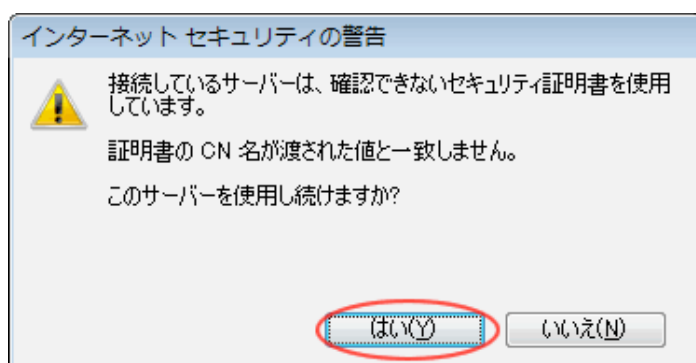 インターネット セキュリティの警告
接続しているサーバーは、確認できないセキュリティ証明書を使用
しています。
証明書の CN 名が渡された値と一致しません。
このサーバーを使用し続けますか?
はい(Y)
いいえ(N)